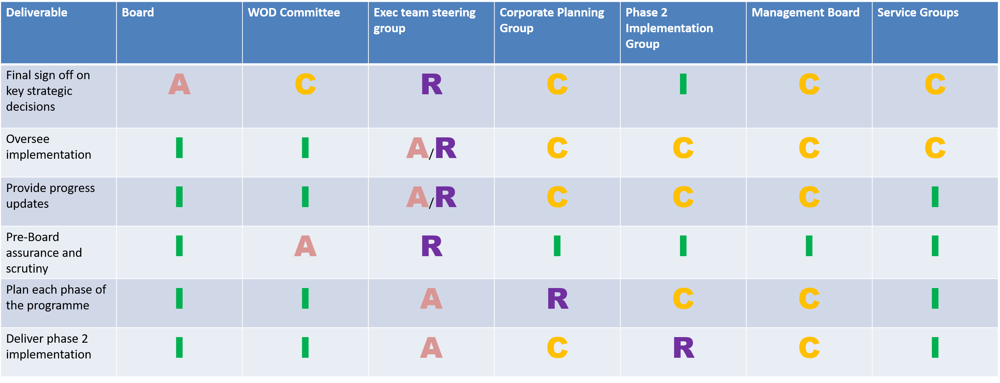 Deliverable
Board
WOD Committee
Exec team steering
group
Corporate Planning
Group
Phase 2
Implementation
Group
Management Board
Service Groups
Final sign off on
key strategic
decisions
A
C
R
C
I
C
C
Oversee
implementation
I
I
A/R
C
C
C
C
Provide progress
updates
I
I
A/R
C
C
C
I
Pre-Board
assurance and
scrutiny
I
A
R
I
I
I
I
Plan each phase of
the programme
I
I
A
R
C
C
I
Deliver phase 2
implementation
I
I
A
C
R
C
I